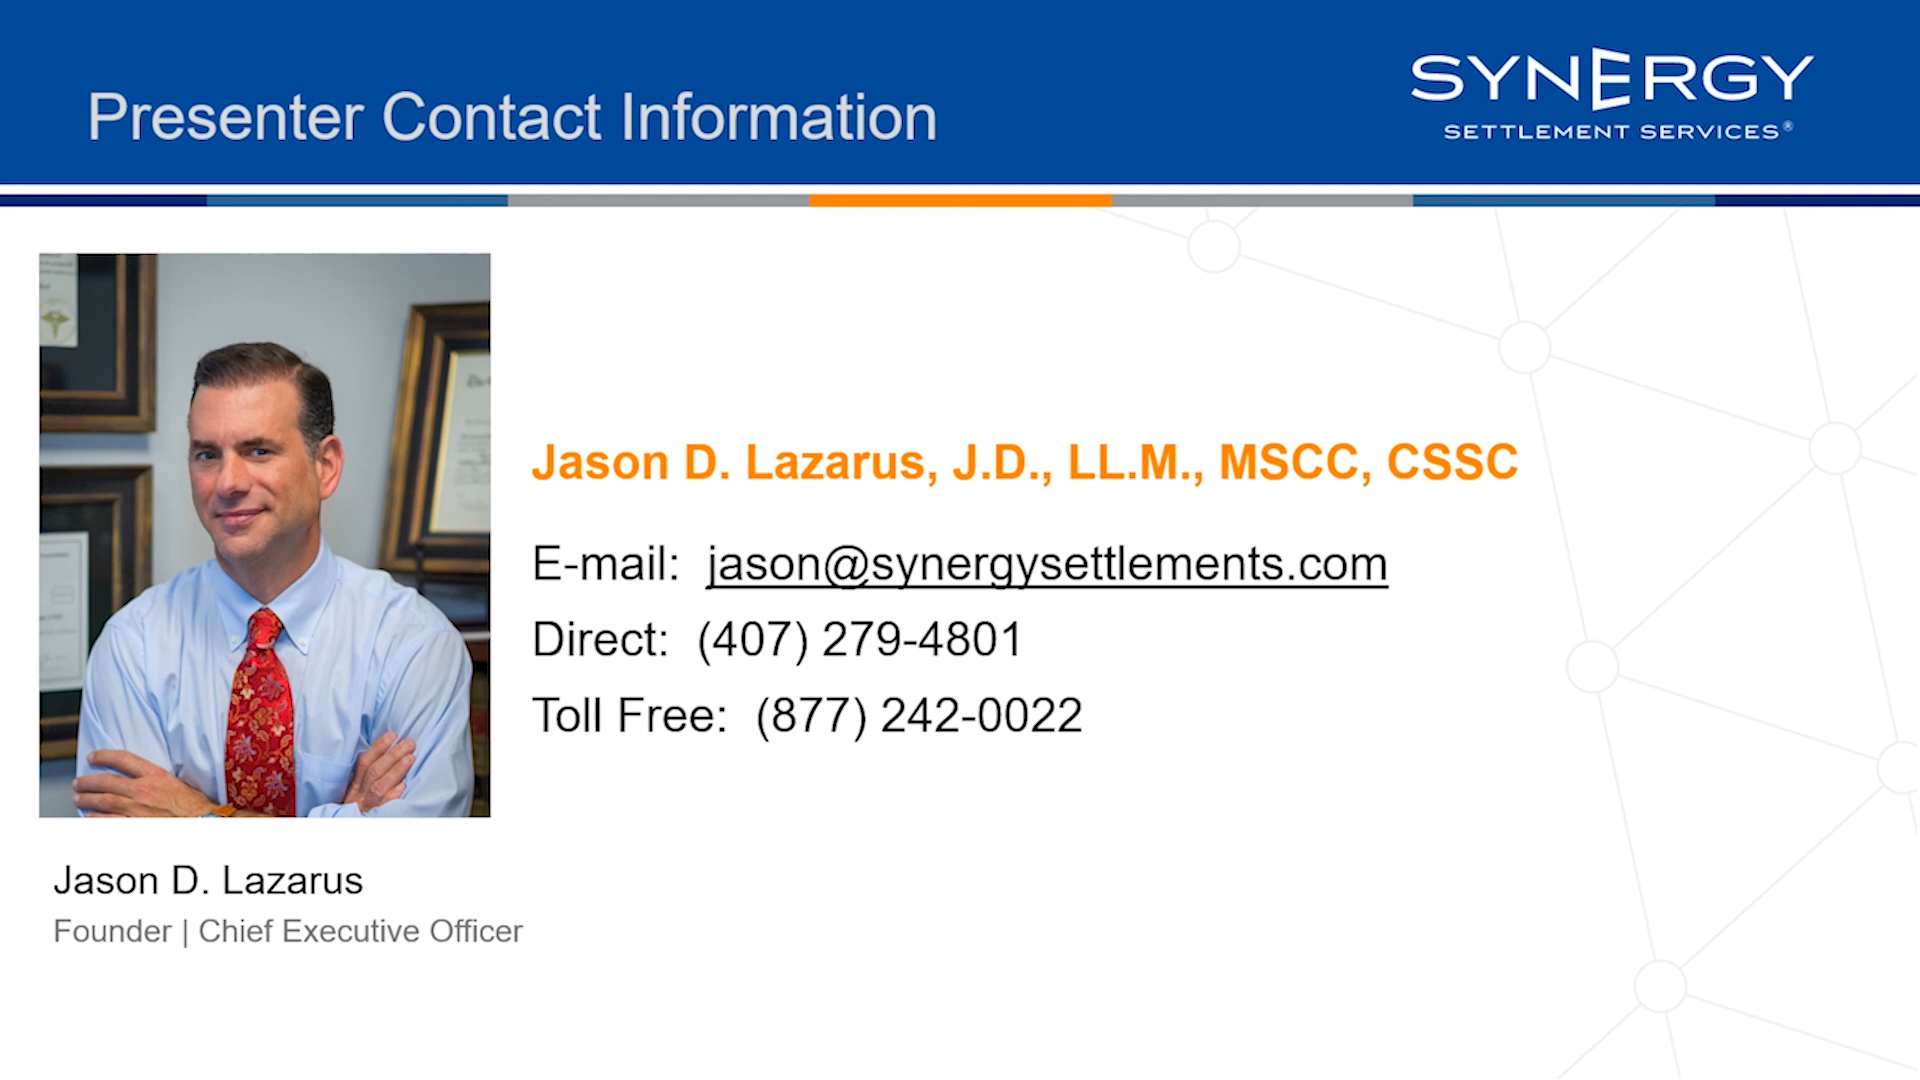 Presenter Contact Information
SYNERGY
SETTLEMENT SERVICES®
Jason D. Lazarus, J.D., LL.M., MSCC, CSSC
E-mail: jason@synergysettlements.com
Direct: (407) 279-4801
Toll Free: (877) 242-0022
Jason D. Lazarus
Founder | Chief Executive Officer